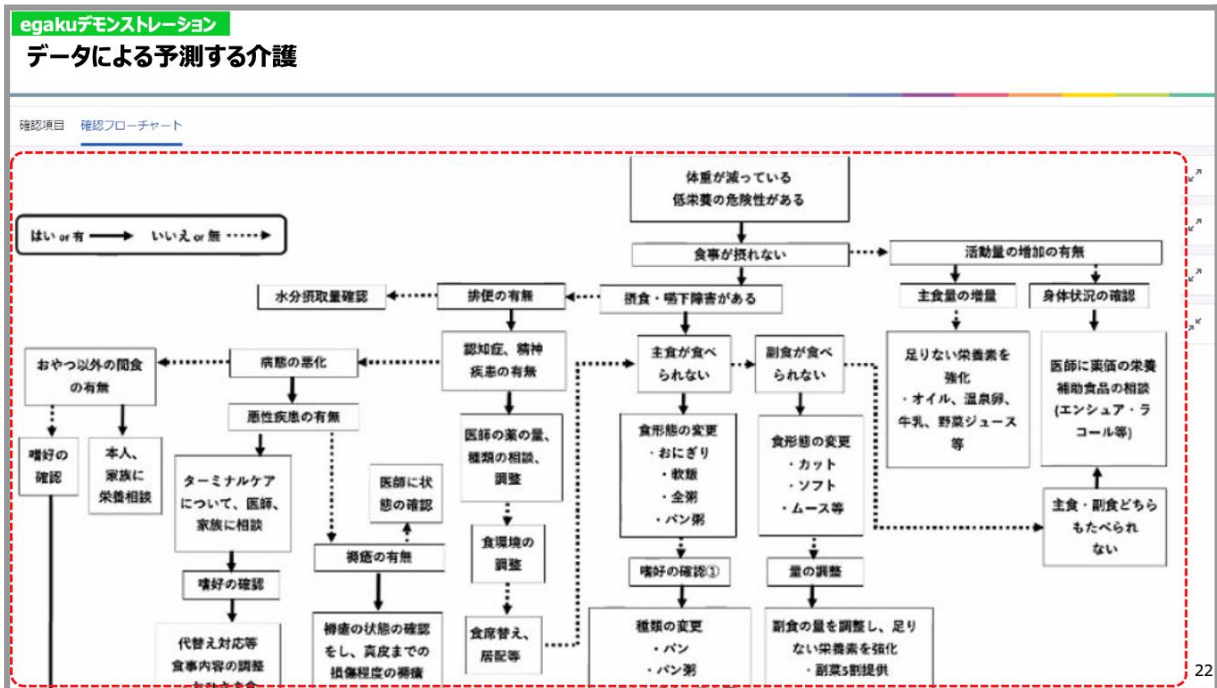 egakuデモンストレーション
データによる予測する介護
確認項目 確認フローチャート
体重が減っている
低栄養の危険性がある
はい or 有 いいえ or 無
食事が摂れない
活動量の増加の有無
水分摂取量確認
排便の有無
摂食・嚥下障害がある
主食量の増量
身体状況の確認
おやつ以外の間食
の有無
病態の悪化
認知症、精神
疾患の有無
主食が食べ
られない
副食が食べ
られない
足りない栄養素を
強化
・オイル、温泉卵、
牛乳、野菜ジュース
等
医師に薬価の栄養
補助食品の相談
(エンシュア・ラ
コール等)
悪性疾患の有無
嗜好の
確認
本人、
家族に
栄養相談
ターミナルケア
について、医師、
家族に相談
医師に状
態の確認
医師の薬の量、
種類の相談、
調整
食形態の変更
・おにぎり
・軟飯
・全粥
・パン粥
食形態の変更
・カット
・ソフト
・ムース等
主食・副食どちら
もたべられ
ない
褥瘡の有無
食環境の
調整
嗜好の確認
嗜好の確認①
量の調整
代替え対応等
食事内容の調整
褥瘡の状態の確認
をし、真皮までの
損傷程度の褥瘡
食席替え、
居配等
種類の変更
・パン
・パン粥
副食の量を調整し、足り
ない栄養素を強化
・副菜5割提供
22